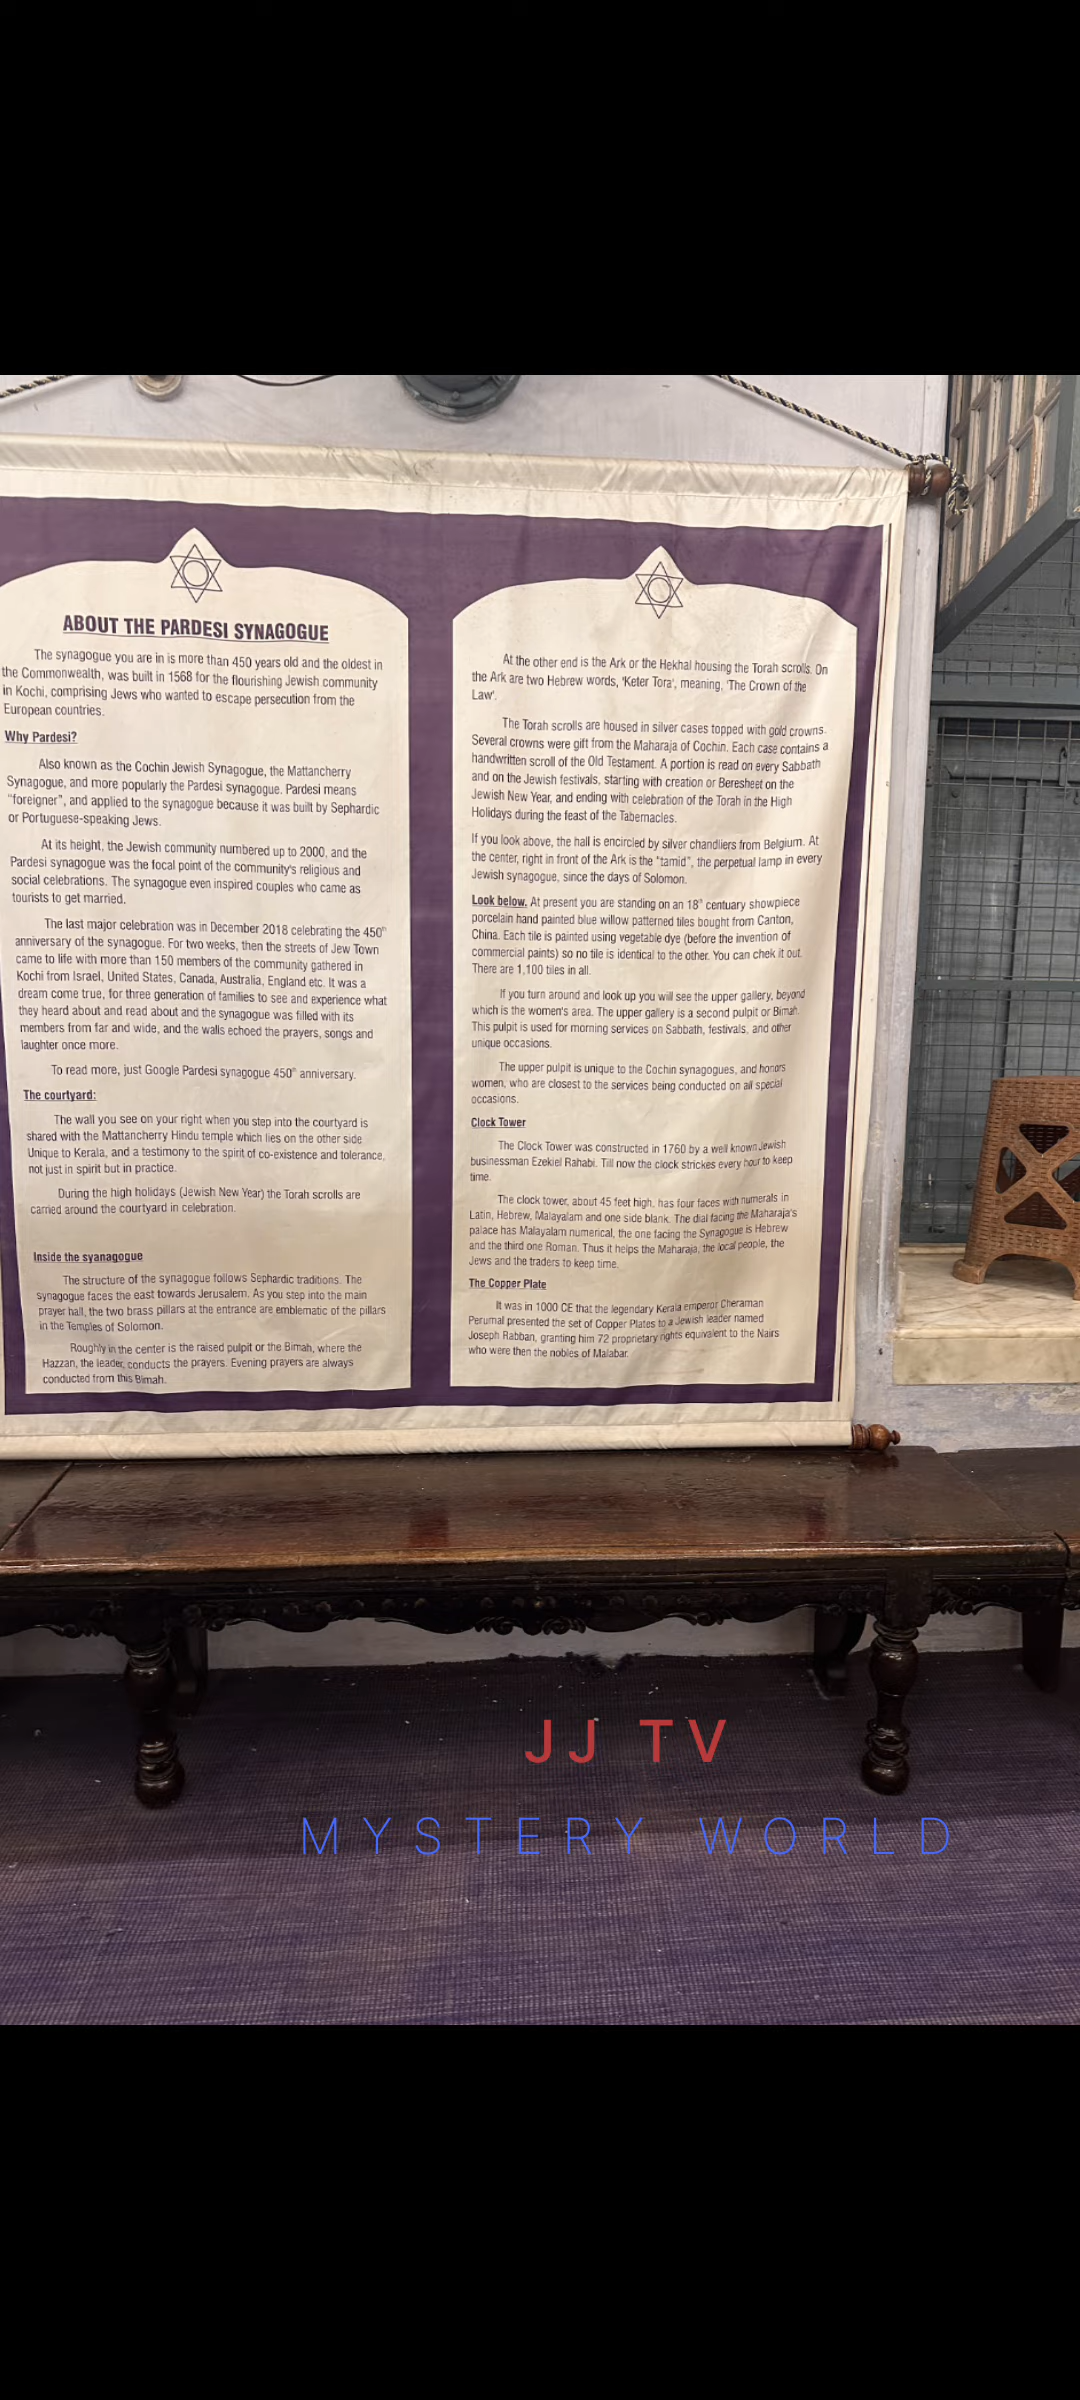 ABOUT THE PARDESI SYNAGOGUE
The synagogue you are in is more than 450 years old and the oldest in
the Commonwealth, was built in 1568 for the flourishing Jewish community
in Kochi, comprising Jews who wanted to escape persecution from the
European countries.
Why Pardesi?
Also known as the Cochin Jewish Synagogue, the Mattancherry
Synagogue, and more popularly the Pardesi synagogue. Pardesi means
"foreigner", and applied to the synagogue because it was built by Sephardic
or Portuguese-speaking Jews.
At its height, the Jewish community numbered up to 2000, and the
Pardesi synagogue was the focal point of the community's religious and
social celebrations. The synagogue even inspired couples who came as
tourists to get married.
The last major celebration was in December 2018 celebrating the 450th
anniversary of the synagogue. For two weeks, then the streets of Jew Town
came to life with more than 150 members of the community gathered in
Kochi from Israel, United States, Canada, Australia, England etc. It was a
dream come true, for three generation of families to see and experience what
they heard about and read about and the synagogue was filled with its
members from far and wide, and the walls echoed the prayers, songs and
laughter once more.
To read more, just Google Pardesi synagogue 450th anniversary.
The courtyard:
The wall you see on your right when you step into the courtyard is
shared with the Mattancherry Hindu temple which lies on the other side
Unique to Kerala, and a testimony to the spirit of co-existence and tolerance,
not just in spirit but in practice.
During the high holidays (Jewish New Year) the Torah scrolls are
carried around the courtyard in celebration.
Inside the syanagogue
The structure of the synagogue follows Sephardic traditions. The
synagogue faces the east towards Jerusalem. As you step into the main
prayer hall, the two brass pillars at the entrance are emblematic of the pillars
in the Temples of Solomon.
Roughly in the center is the raised pulpit or the Bimah, where the
Hazzan, the leader, conducts the prayers. Evening prayers are always
conducted from this Bimah.
At the other end is the Ark or the Hekhal housing the Torah scrolls. On
the Ark are two Hebrew words, 'Keter Tora', meaning, 'The Crown of the
Law'.
The Torah scrolls are housed in silver cases topped with gold crowns.
Several crowns were gift from the Maharaja of Cochin. Each case contains a
handwritten scroll of the Old Testament. A portion is read on every Sabbath
and on the Jewish festivals, starting with creation or Beresheet on the
Jewish New Year, and ending with celebration of the Torah in the High
Holidays during the feast of the Tabernacles.
If you look above, the hall is encircled by silver chandliers from Belgium. At
the center, right in front of the Ark is the "tamid", the perpetual lamp in every
Jewish synagogue, since the days of Solomon.
Look below. At present you are standing on an 18th centuary showpiece
porcelain hand painted blue willow patterned tiles bought from Canton,
China. Each tile is painted using vegetable dye (before the invention of
commercial paints) so no tile is identical to the other. You can chek it out.
There are 1,100 tiles in all.
If you turn around and look up you will see the upper gallery, beyond
which is the women's area. The upper gallery is a second pulpit or Bimah.
This pulpit is used for morning services on Sabbath, festivals, and other
unique occasions.
The upper pulpit is unique to the Cochin synagogues, and honors
women, who are closest to the services being conducted on all special
occasions.
Clock Tower
The Clock Tower was constructed in 1760 by a well known Jewish
businessman Ezekiel Rahabi. Till now the clock strickes every hour to keep
time.
The clock tower, about 45 feet high, has four faces with numerals in
Latin, Hebrew, Malayalam and one side blank. The dial facing the Maharaja's
palace has Malayalam numerical, the one facing the Synagogue is Hebrew
and the third one Roman. Thus it helps the Maharaja, the local people, the
Jews and the traders to keep time.
The Copper Plate
It was in 1000 CE that the legendary Kerala emperor Cheraman
Perumal presented the set of Copper Plates to a Jewish leader named
Joseph Rabban, granting him 72 proprietary rights equivalent to the Nairs
who were then the nobles of Malabar.
JJ TV
MYSTERY WORLD